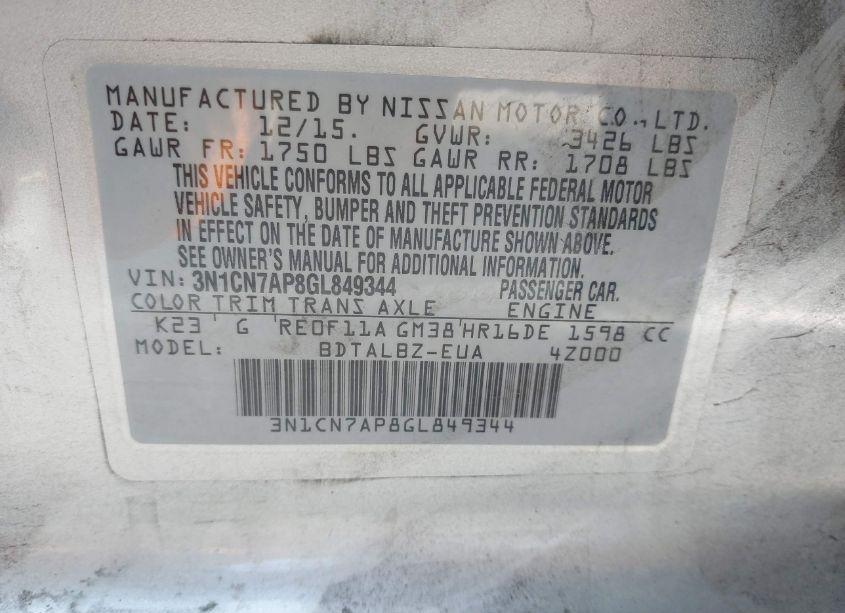 MANUFACTURED BY NISSAN MOTOR CO., LTD.
DATE: 12/15. GVWR: 3426 LBS
GAWR FR: 1750 LBS GAWR RR: 1708 LBS
THIS VEHICLE CONFORMS TO ALL APPLICABLE FEDERAL MOTOR
VEHICLE SAFETY, BUMPER AND THEFT PREVENTION STANDARDS
IN EFFECT ON THE DATE OF MANUFACTURE SHOWN ABOVE.
SEE OWNER'S MANUAL FOR ADDITIONAL INFORMATION.
VIN: 3N1CN7AP8GL849344 PASSENGER CAR.
COLOR TRIM TRANS AXLE ENGINE
K23 G RE0F11A GM38 HR16DE 1598 CC
MODEL: BDTALBZ-EUA 4Z000
3N1CN7AP8GL849344